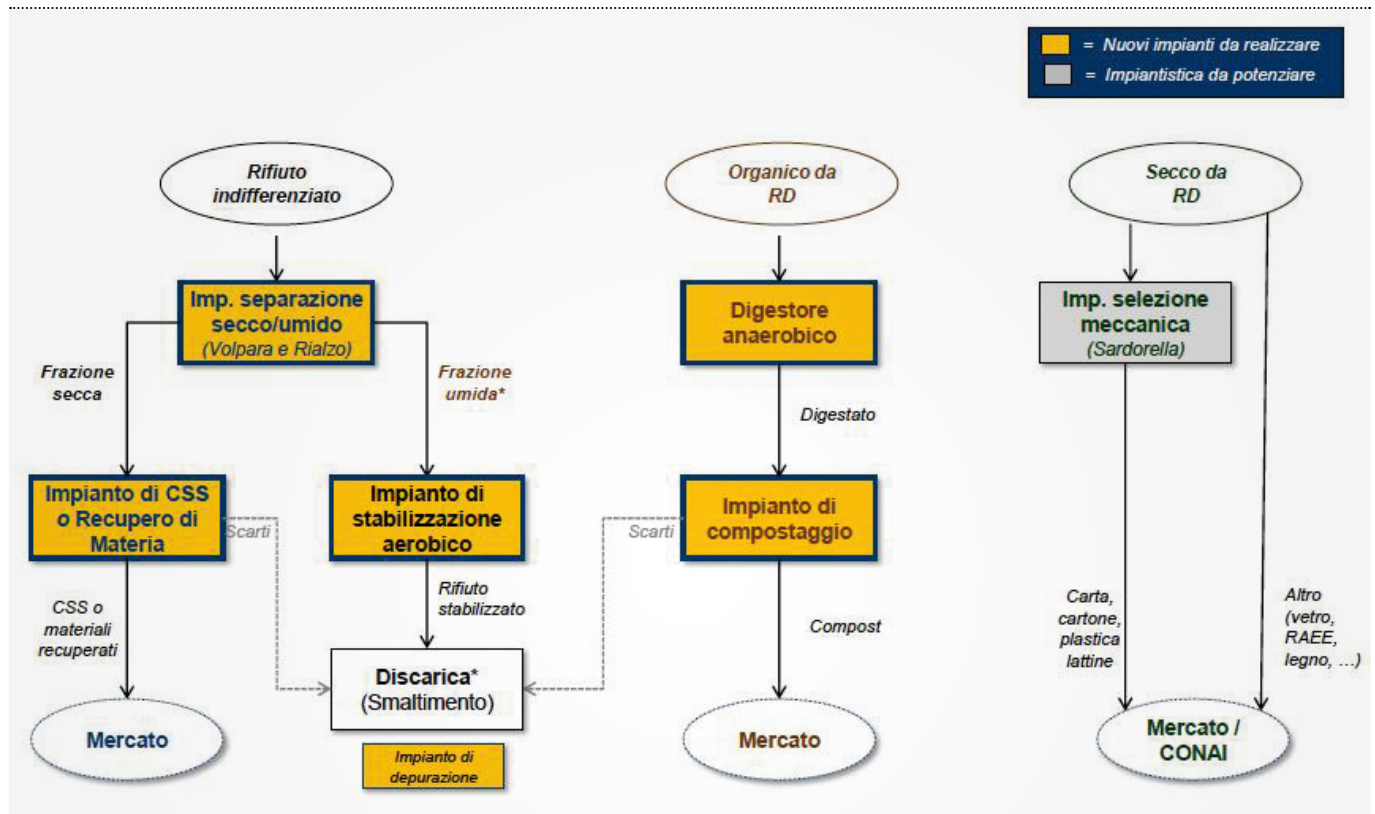 = Nuovi impianti da realizzare
= Impiantistica da potenziare
Rifiuto
indifferenziato
Organico da
RD
Secco da
RD
Imp. separazione
secco/umido
(Volpara e Rialzo)
Digestore
anaerobico
Imp. selezione
meccanica
(Sardorella)
Frazione
secca
Frazione
umida*
Digestato
Impianto di CSS
o Recupero di
Materia
Scarti
Impianto di
stabilizzazione
aerobico
Scarti
Impianto di
compostaggio
CSS o
materiali
recuperati
Rifiuto
stabilizzato
Compost
Carta,
cartone,
plastica
lattine
Altro
(vetro,
RAEE,
legno, …)
Discarica*
(Smaltimento)
Mercato
Impianto di
depurazione
Mercato
Mercato /
CONAI